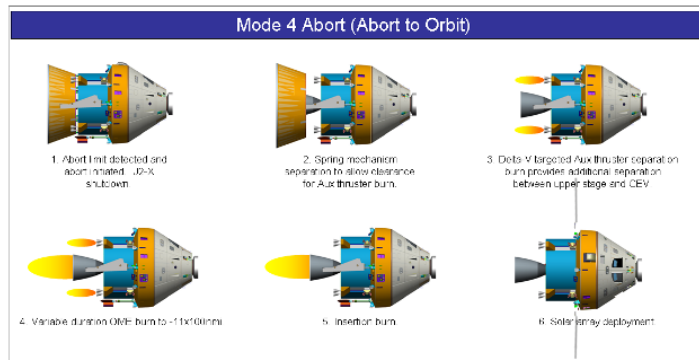 Mode 4 Abort (Abort to Orbit)
1. Abort limit detected and
abort initiated. J2-X
shutdown
2. Spring mechanism
separation to allow clearance
for Aux thruster burn.
3. Delta V targeted Aux thruster separation
burn provides additional separation
between upper stage and CEV
4. Variable duration OME burn to -11x100nmi
5. Insertion burn
6. Solar array deployment